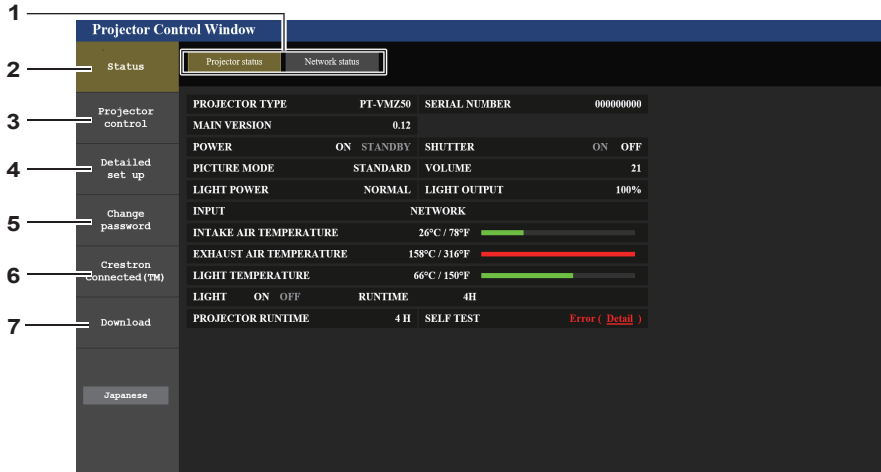 1
Projector Control Window
Projector status Network status
2 Status
3 Projector
control
4 Detailed
set up
5 Change
password
6 Crestron
Connected(TM)
7 Download
Japanese
PROJECTOR TYPE PT-VMZ50 SERIAL NUMBER 000000000
MAIN VERSION 0.12
POWER ON STANDBY SHUTTER ON OFF
PICTURE MODE STANDARD VOLUME 21
LIGHT POWER NORMAL LIGHT OUTPUT 100%
INPUT NETWORK
INTAKE AIR TEMPERATURE 26°C / 78°F
EXHAUST AIR TEMPERATURE 158°C / 316°F
LIGHT TEMPERATURE 66°C / 150°F
LIGHT ON OFF RUNTIME 4H
PROJECTOR RUNTIME 4 H SELF TEST Error ( Detail )